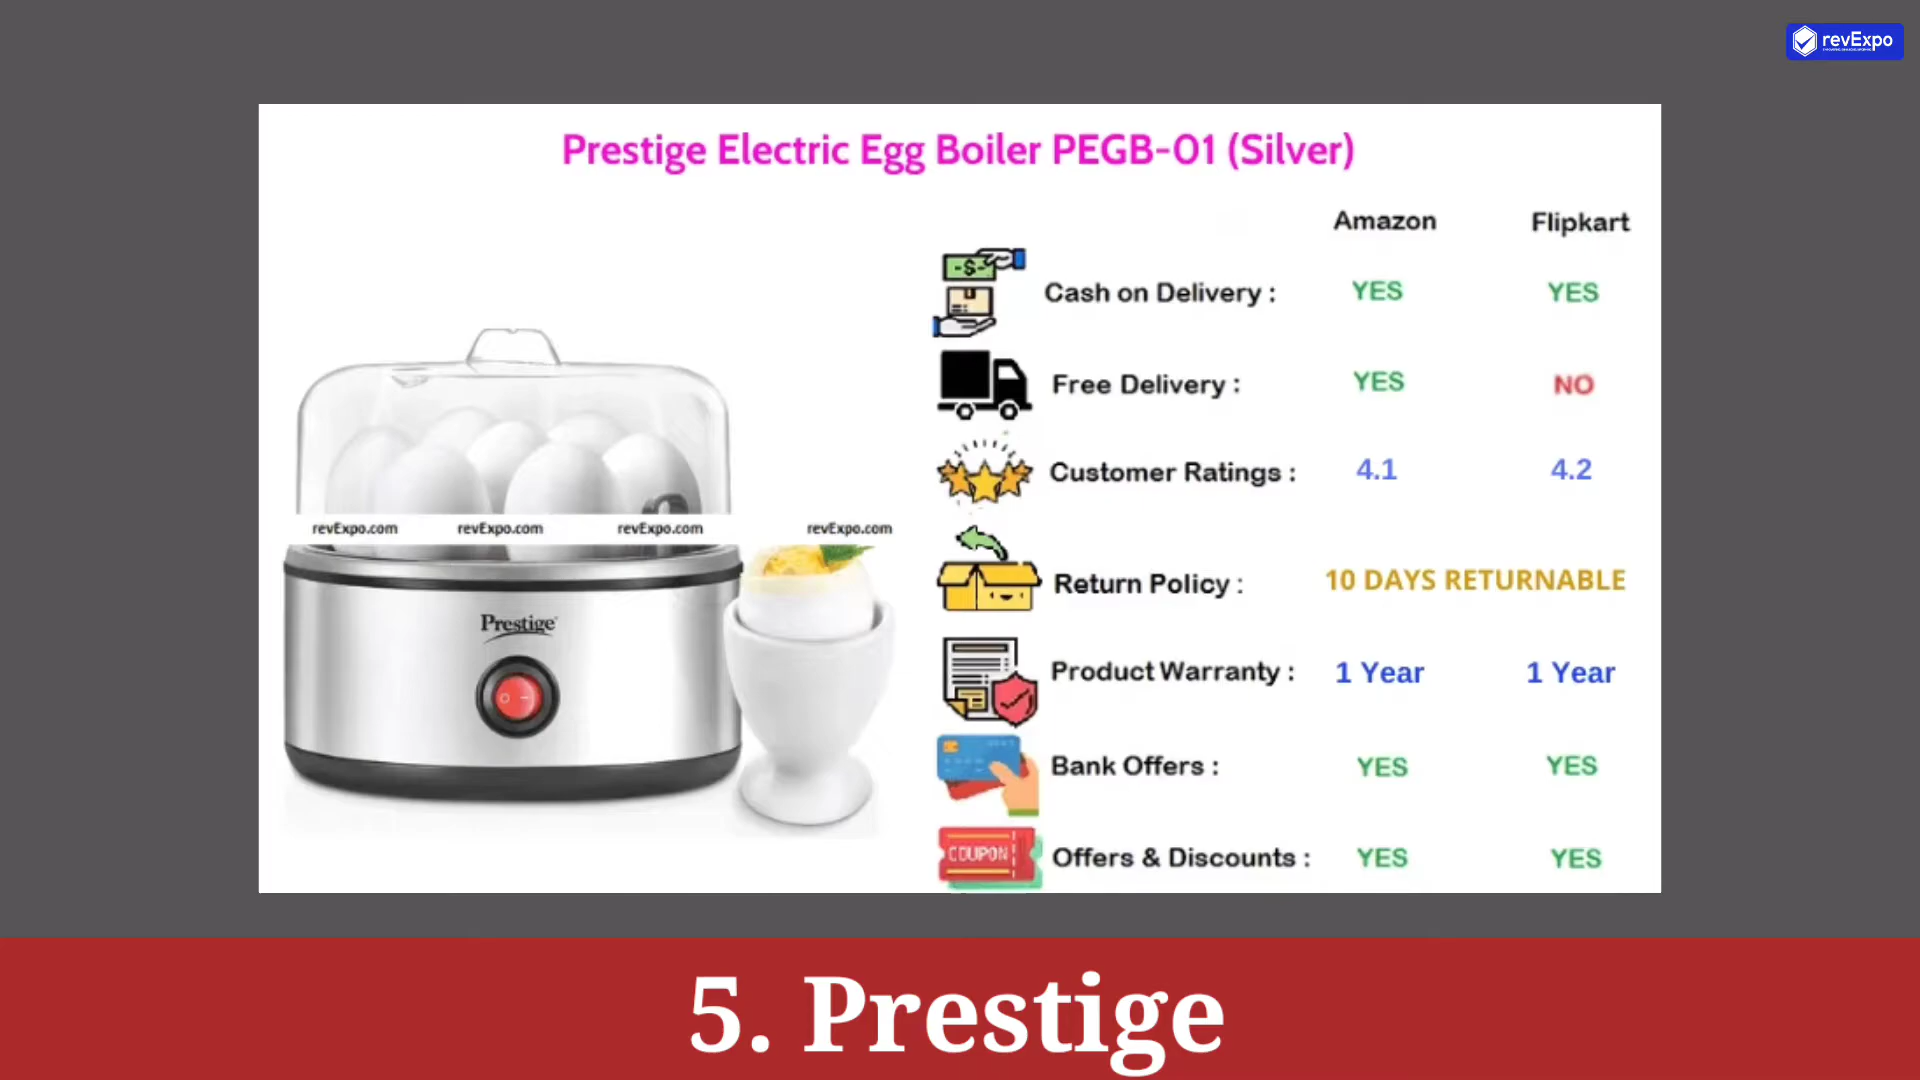 revExpo
Prestige Electric Egg Boiler PEGB-01 (Silver)
Amazon Flipkart
Cash on Delivery : YES YES
Free Delivery : YES NO
Customer Ratings : 4.1 4.2
revExpo.com revExpo.com revExpo.com revExpo.com
Return Policy : 10 DAYS RETURNABLE
Prestige
Product Warranty : 1 Year 1 Year
Bank Offers : YES YES
COUPON Offers & Discounts : YES YES
5. Prestige